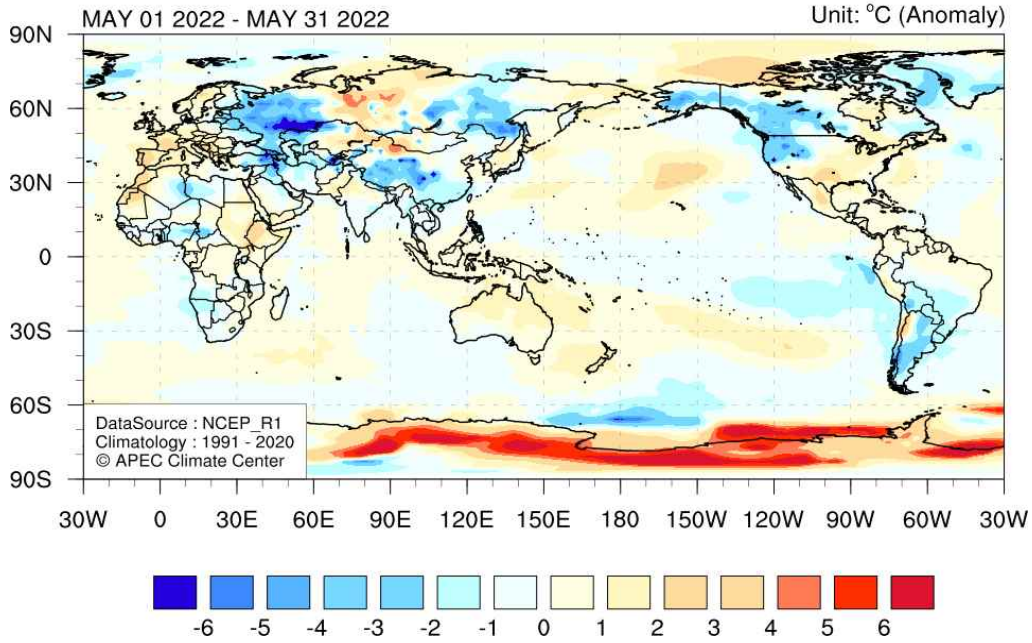 MAY 01 2022 - MAY 31 2022
Unit: °C (Anomaly)
90N
60N
30N
0
30S
60S
90S
DataSource : NCEP_R1
Climatology : 1991 - 2020
© APEC Climate Center
30W 0 30E 60E 90E 120E 150E 180 150W 120W 90W 60W 30W
-6 -5 -4 -3 -2 -1 0 1 2 3 4 5 6